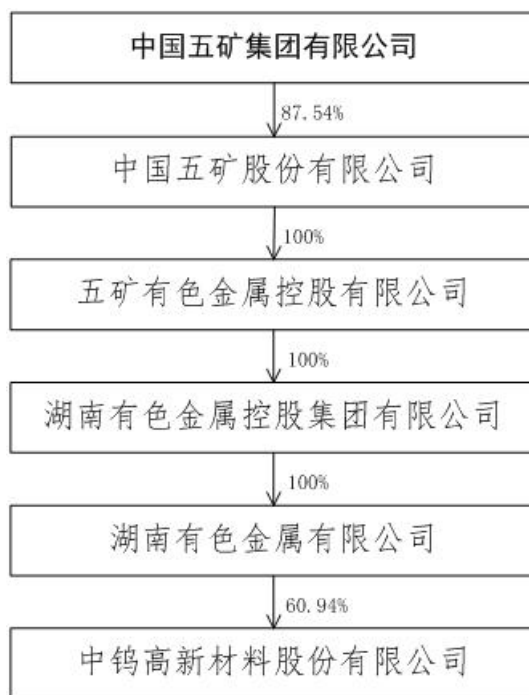 中国五矿集团有限公司
87.54%
中国五矿股份有限公司
100%
五矿有色金属控股有限公司
100%
湖南有色金属控股集团有限公司
100%
湖南有色金属有限公司
60.94%
中钨高新材料股份有限公司